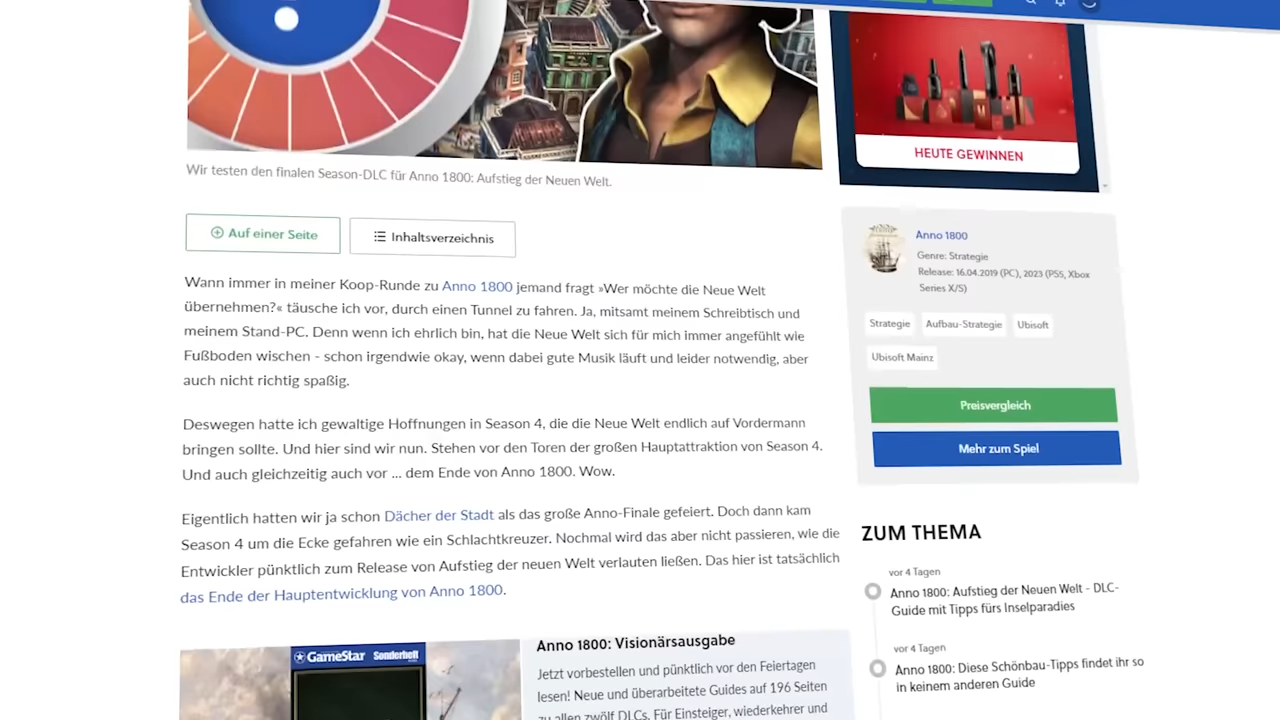 HEUTE GEWINNEN
Wir testen den finalen Season-DLC für Anno 1800: Aufstieg der Neuen Welt.
Auf einer Seite
Inhaltsverzeichnis
Wann immer in meiner Koop-Runde zu Anno 1800 jemand fragt »Wer möchte die Neue Welt
übernehmen?« täusche ich vor, durch einen Tunnel zu fahren. Ja, mitsamt meinem Schreibtisch und
meinem Stand-PC. Denn wenn ich ehrlich bin, hat die Neue Welt sich für mich immer angefühlt wie
Fußboden wischen - schon irgendwie okay, wenn dabei gute Musik läuft und leider notwendig, aber
auch nicht richtig spaßig.
Deswegen hatte ich gewaltige Hoffnungen in Season 4, die die Neue Welt endlich auf Vordermann
bringen sollte. Und hier sind wir nun. Stehen vor den Toren der großen Hauptattraktion von Season 4.
Und auch gleichzeitig auch vor ... dem Ende von Anno 1800. Wow.
Eigentlich hatten wir ja schon Dächer der Stadt als das große Anno-Finale gefeiert. Doch dann kam
Season 4 um die Ecke gefahren wie ein Schlachtkreuzer. Nochmal wird das aber nicht passieren, wie die
Entwickler pünktlich zum Release von Aufstieg der neuen Welt verlauten ließen. Das hier ist tatsächlich
das Ende der Hauptentwicklung von Anno 1800.
GameStar Sonderheft
Anno 1800: Visionärsausgabe
Jetzt vorbestellen und pünktlich vor den Feiertagen
lesen! Neue und überarbeitete Guides auf 196 Seiten
zu allen zwölf DLCs. Für Einsteiger, wiederkehrer und
Anno 1800
Genre: Strategie
Release: 16.04.2019 (PC), 2023 (PS5, Xbox
Series X/S)
Strategie
Aufbau-Strategie
Ubisoft
Ubisoft Mainz
Preisvergleich
Mehr zum Spiel
ZUM THEMA
vor 4 Tagen
Anno 1800: Aufstieg der Neuen Welt - DLC-
Guide mit Tipps fürs Inselparadies
vor 4 Tagen
Anno 1800: Diese Schönbau-Tipps findet ihr so
in keinem anderen Guide